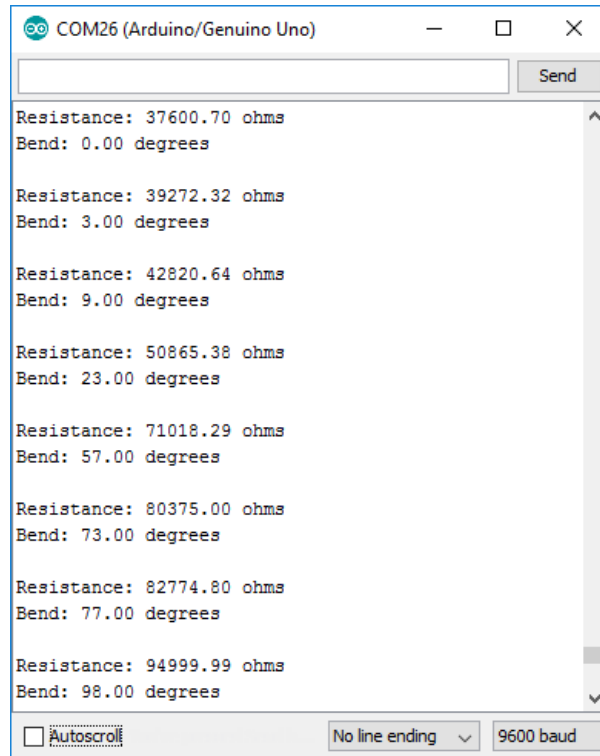 COM26 (Arduino/Genuino Uno)
Send
Resistance: 37600.70 ohms
Bend: 0.00 degrees
Resistance: 39272.32 ohms
Bend: 3.00 degrees
Resistance: 42820.64 ohms
Bend: 9.00 degrees
Resistance: 50865.38 ohms
Bend: 23.00 degrees
Resistance: 71018.29 ohms
Bend: 57.00 degrees
Resistance: 80375.00 ohms
Bend: 73.00 degrees
Resistance: 82774.80 ohms
Bend: 77.00 degrees
Resistance: 94999.99 ohms
Bend: 98.00 degrees
Autoscroll No line ending 9600 baud